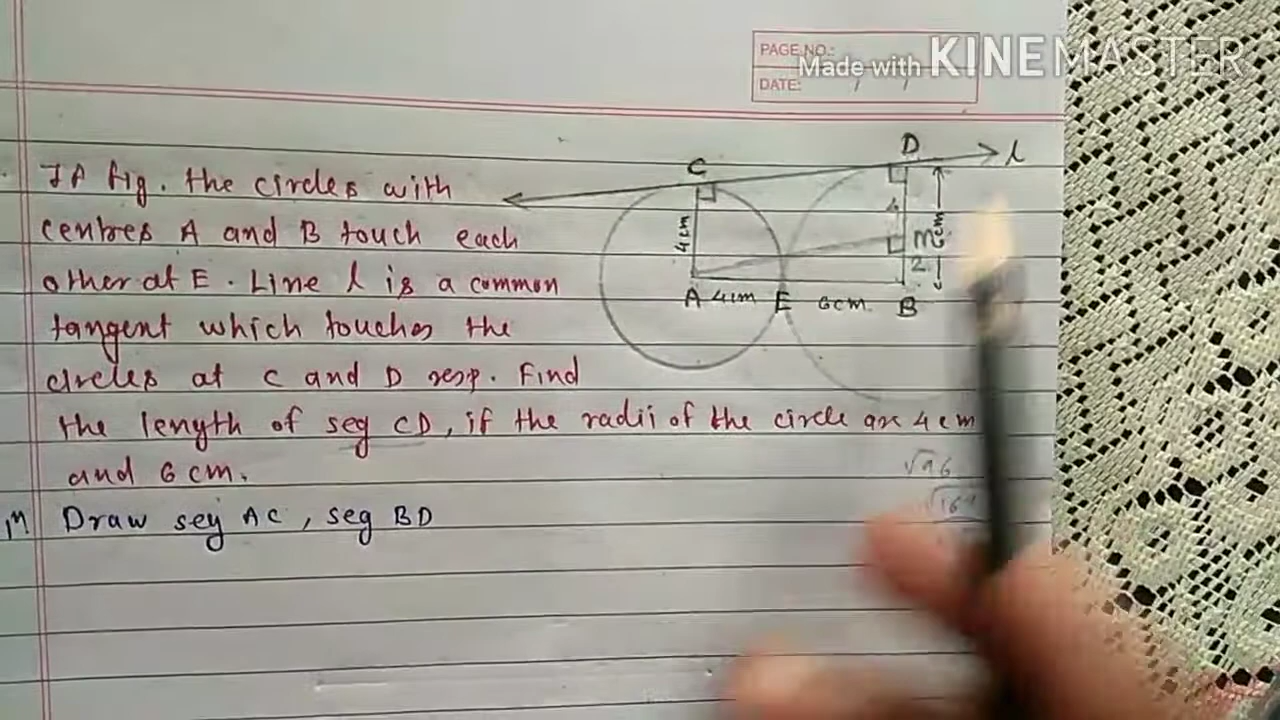 PAGE NO.:
DATE: / /
Made with KINEMASTER
If fig. the circles with
centres A and B touch each
other at E. Line l is a common
tangent which touches the
circles at C and D resp. Find
the length of seg CD, if the radii of the circle are 4 cm
and 6 cm.
M Draw seg AC, seg BD
C
D
l
4cm
4
M
6cm
2
A 4cm E 6cm B
√96